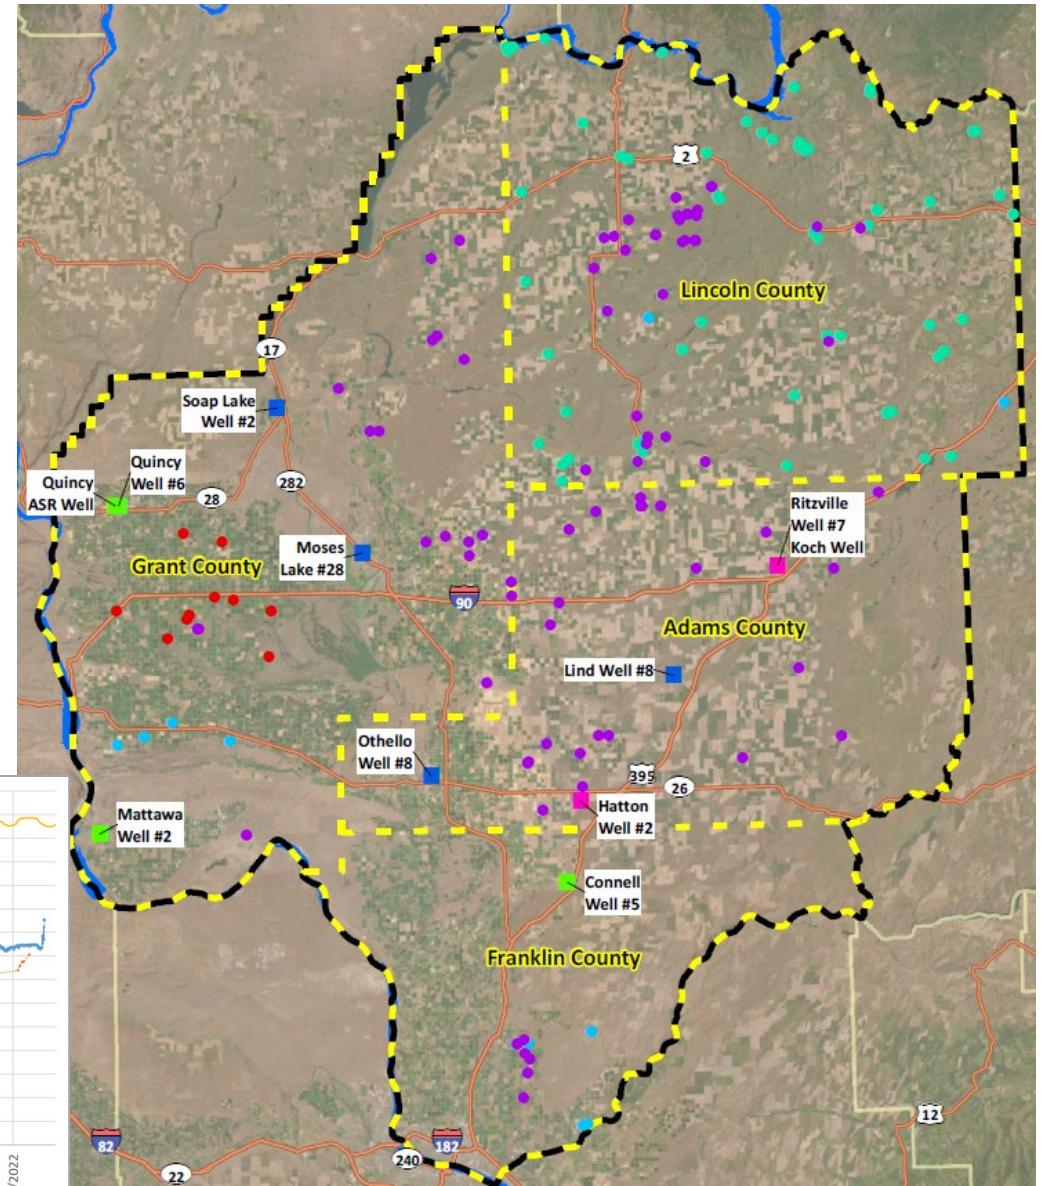 2
Lincoln County
17
Soap Lake
Well #2
Quincy
Well #6
Quincy
ASR Well
28
282
Ritzville
Well #7
Koch Well
Moses
Lake #28
Grant County
90
Adams County
Lind Well #8
Othello
Well #8
395
26
Mattawa
Well #2
Hatton
Well #2
Connell
Well #5
Franklin County
12
82
182
240
22
/2022